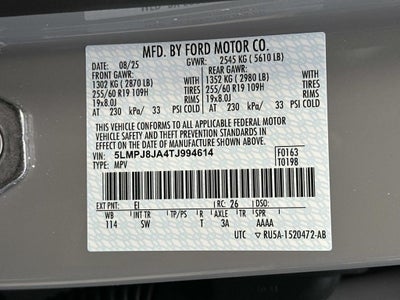 MFD. BY FORD MOTOR CO.
DATE: 08/25 GVWR: 2545 KG ( 5610 LB)
FRONT GAWR: REAR GAWR:
1302 KG ( 2870 LB) 1352 KG ( 2980 LB)
255/60 R19 109H TIRES 255/60 R19 109H
19x8.0J RIMS 19x8.0J
AT 230 kPa/ 33 PSI COLD AT 230 kPa/ 33 PSI COLD
THIS VEHICLE CONFORMS TO ALL APPLICABLE FEDERAL MOTOR
VEHICLE SAFETY AND THEFT PREVENTION STANDARDS IN EFFECT ON
THE DATE OF MANUFACTURE SHOWN ABOVE.
VIN: 5LMPJ8JA4TJ994614 F0163
TYPE: MPV T0198
EXT PNT: EI RC: 26 DSO:
WB INT TR TP/PS R AXLE TR SPR
114 SW T 3A AAAA
UTC RU5A-1520472-AB